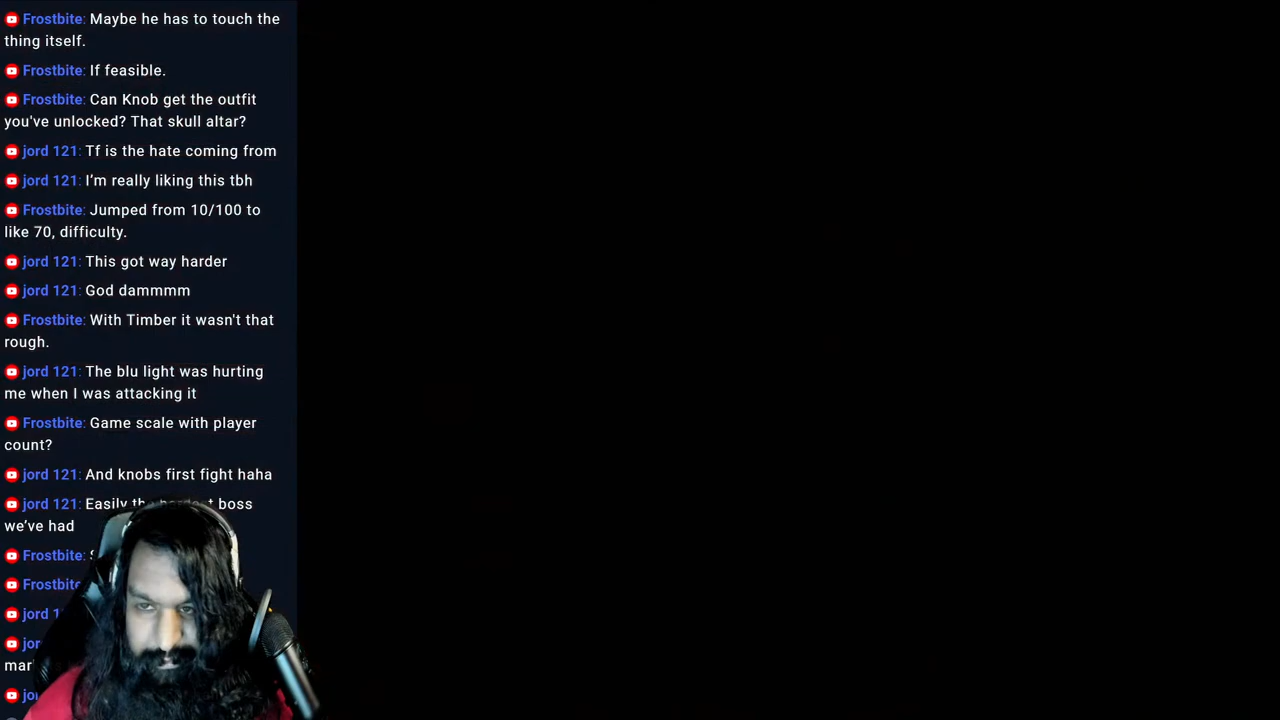 Frostbite: Maybe he has to touch the
thing itself.
Frostbite: If feasible.
Frostbite: Can Knob get the outfit
you've unlocked? That skull altar?
jord 121: Tf is the hate coming from
jord 121: I'm really liking this tbh
Frostbite: Jumped from 10/100 to
like 70, difficulty.
jord 121: This got way harder
jord 121: God dammmm
Frostbite: With Timber it wasn't that
rough.
jord 121: The blu light was hurting
me when I was attacking it
Frostbite: Game scale with player
count?
jord 121: And knobs first fight haha
jord 121: Easily the boss
we've had
Frostbite: